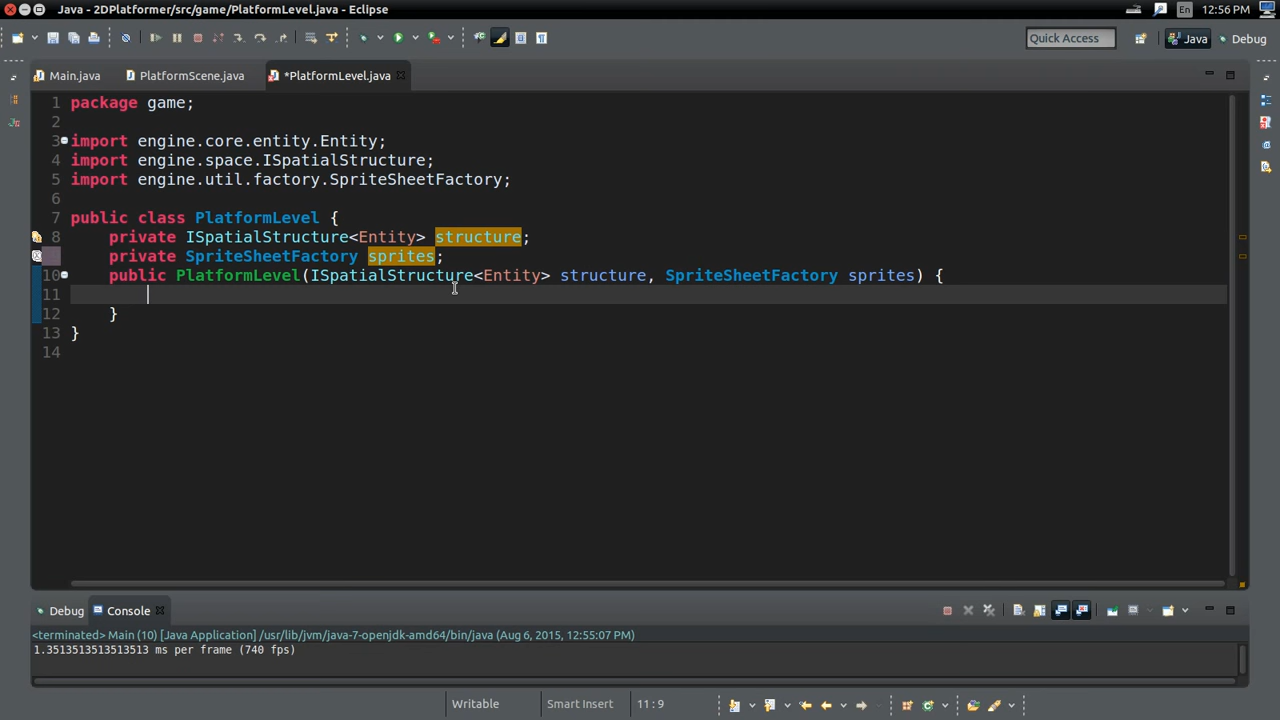 Java - 2DPlatformer/src/game/PlatformLevel.java - Eclipse
En
12:56 PM
Quick Access
Java
Debug
Main.java
PlatformScene.java
*PlatformLevel.java
1 package game;
2
3 import engine.core.entity.Entity;
4 import engine.space.ISpatialStructure;
5 import engine.util.factory.SpriteSheetFactory;
6
7 public class PlatformLevel {
8 private ISpatialStructure<Entity> structure;
private SpriteSheetFactory sprites;
10 public PlatformLevel(ISpatialStructure<Entity> structure, SpriteSheetFactory sprites) {
11
12 }
13 }
14
Debug
Console
<terminated> Main (10) [Java Application] /usr/lib/jvm/java-7-openjdk-amd64/bin/java (Aug 6, 2015, 12:55:07 PM)
1.3513513513513513 ms per frame (740 fps)
Writable
Smart Insert
11 : 9